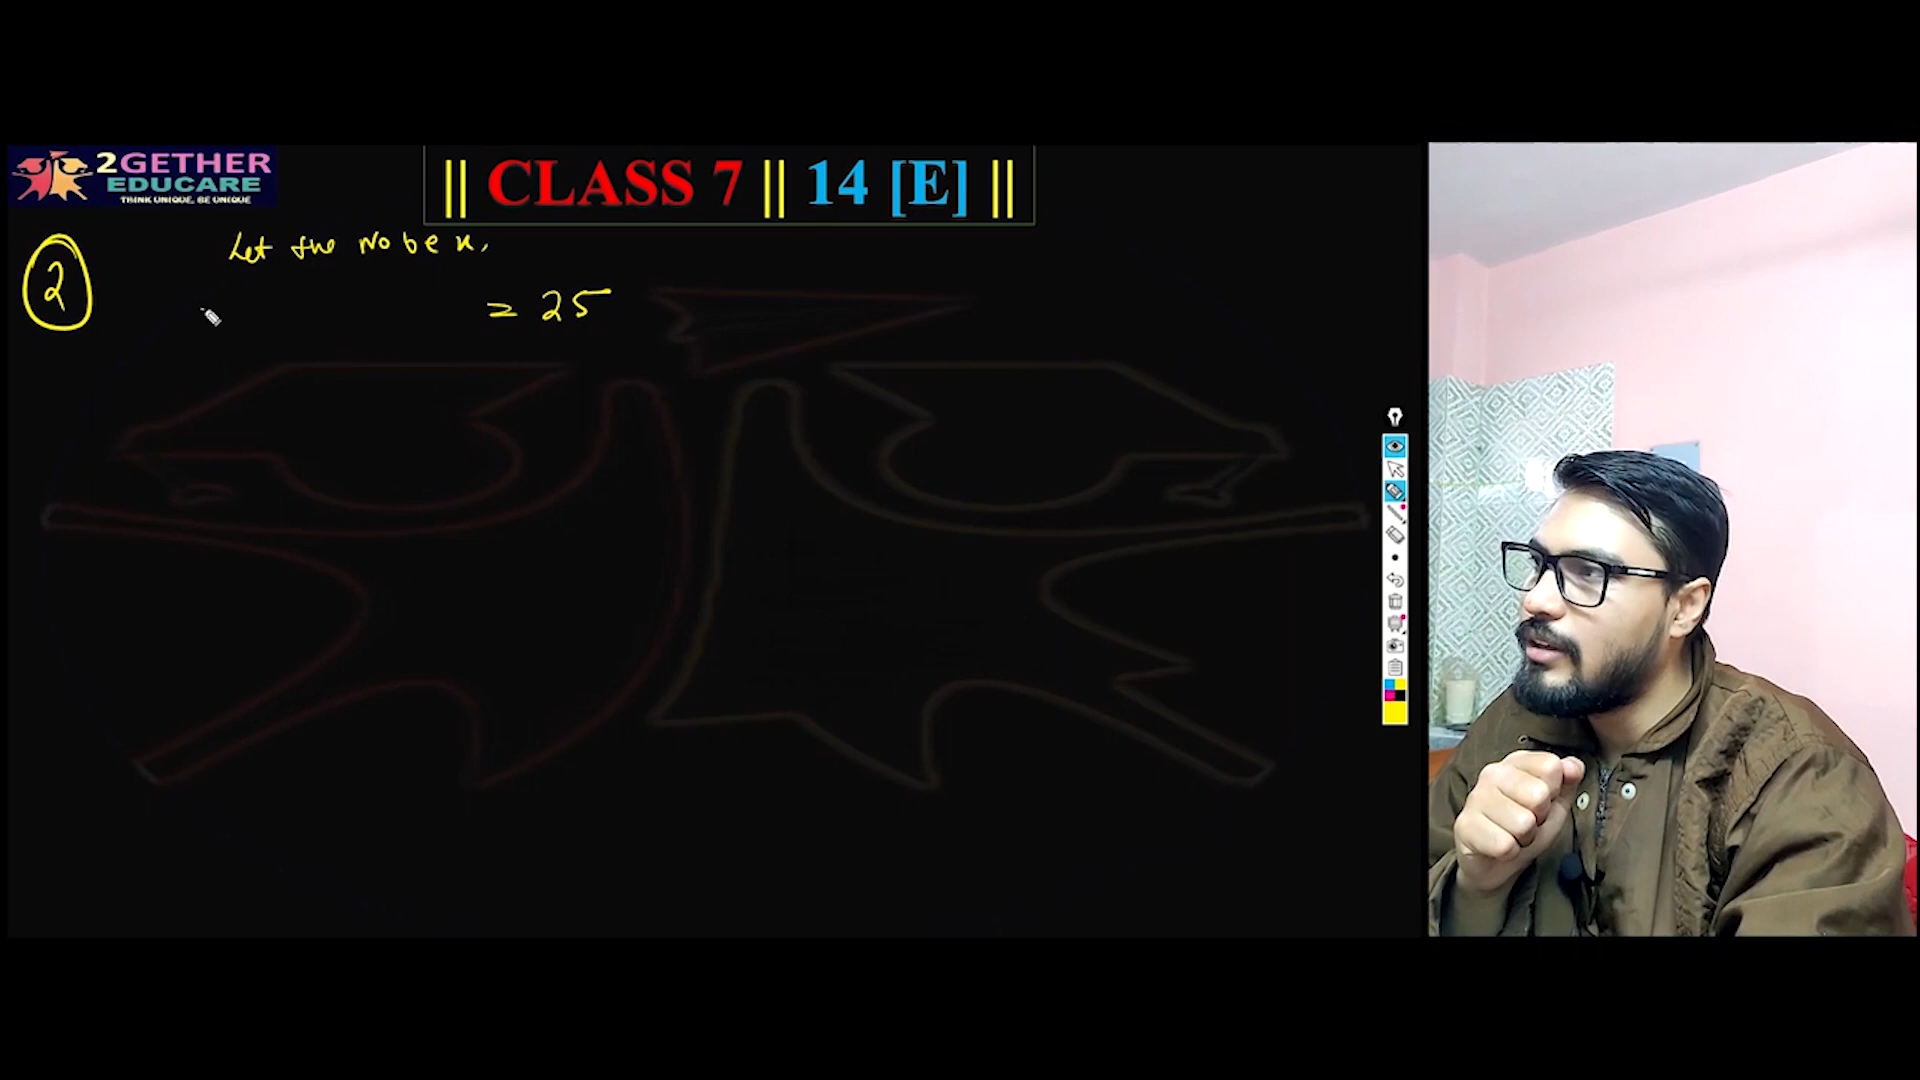 2GETHER
EDUCARE
THINK UNIQUE, BE UNIQUE
|| CLASS 7 || 14 [E] ||
2
Let the No be x,
= 25